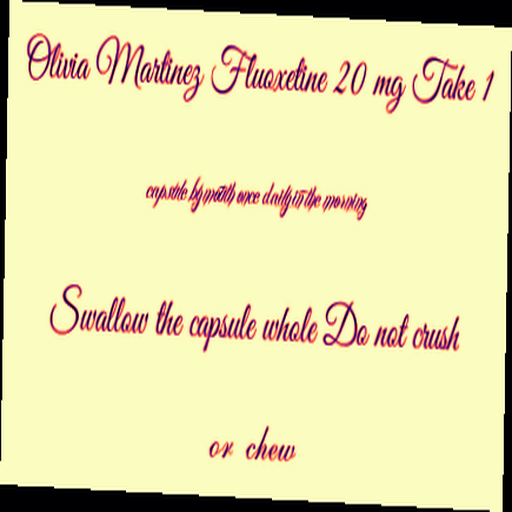 Olivia Martinez Fluoxetine 20 mg Take 1
capsule by mouth once daily in the morning
Swallow the capsule whole Do not crush
or chew